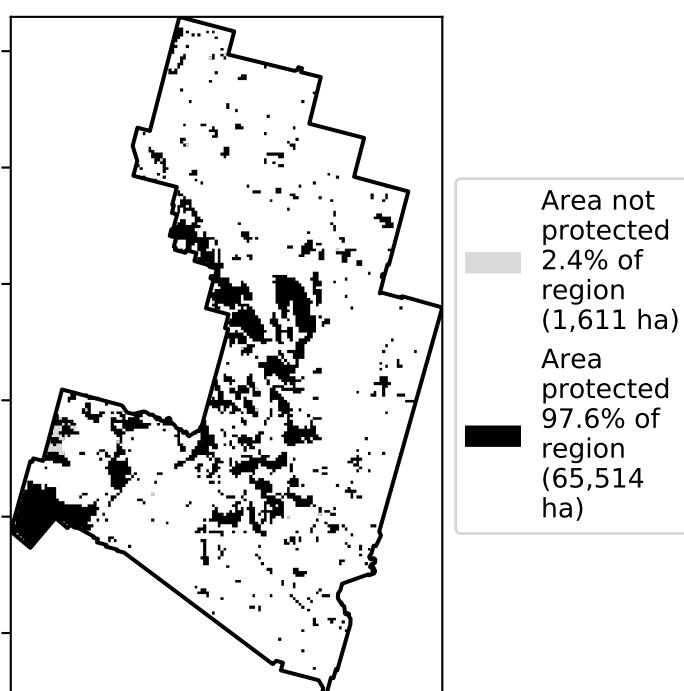 Area not
protected
2.4% of
region
(1,611 ha)
Area
protected
97.6% of
region
(65,514
ha)